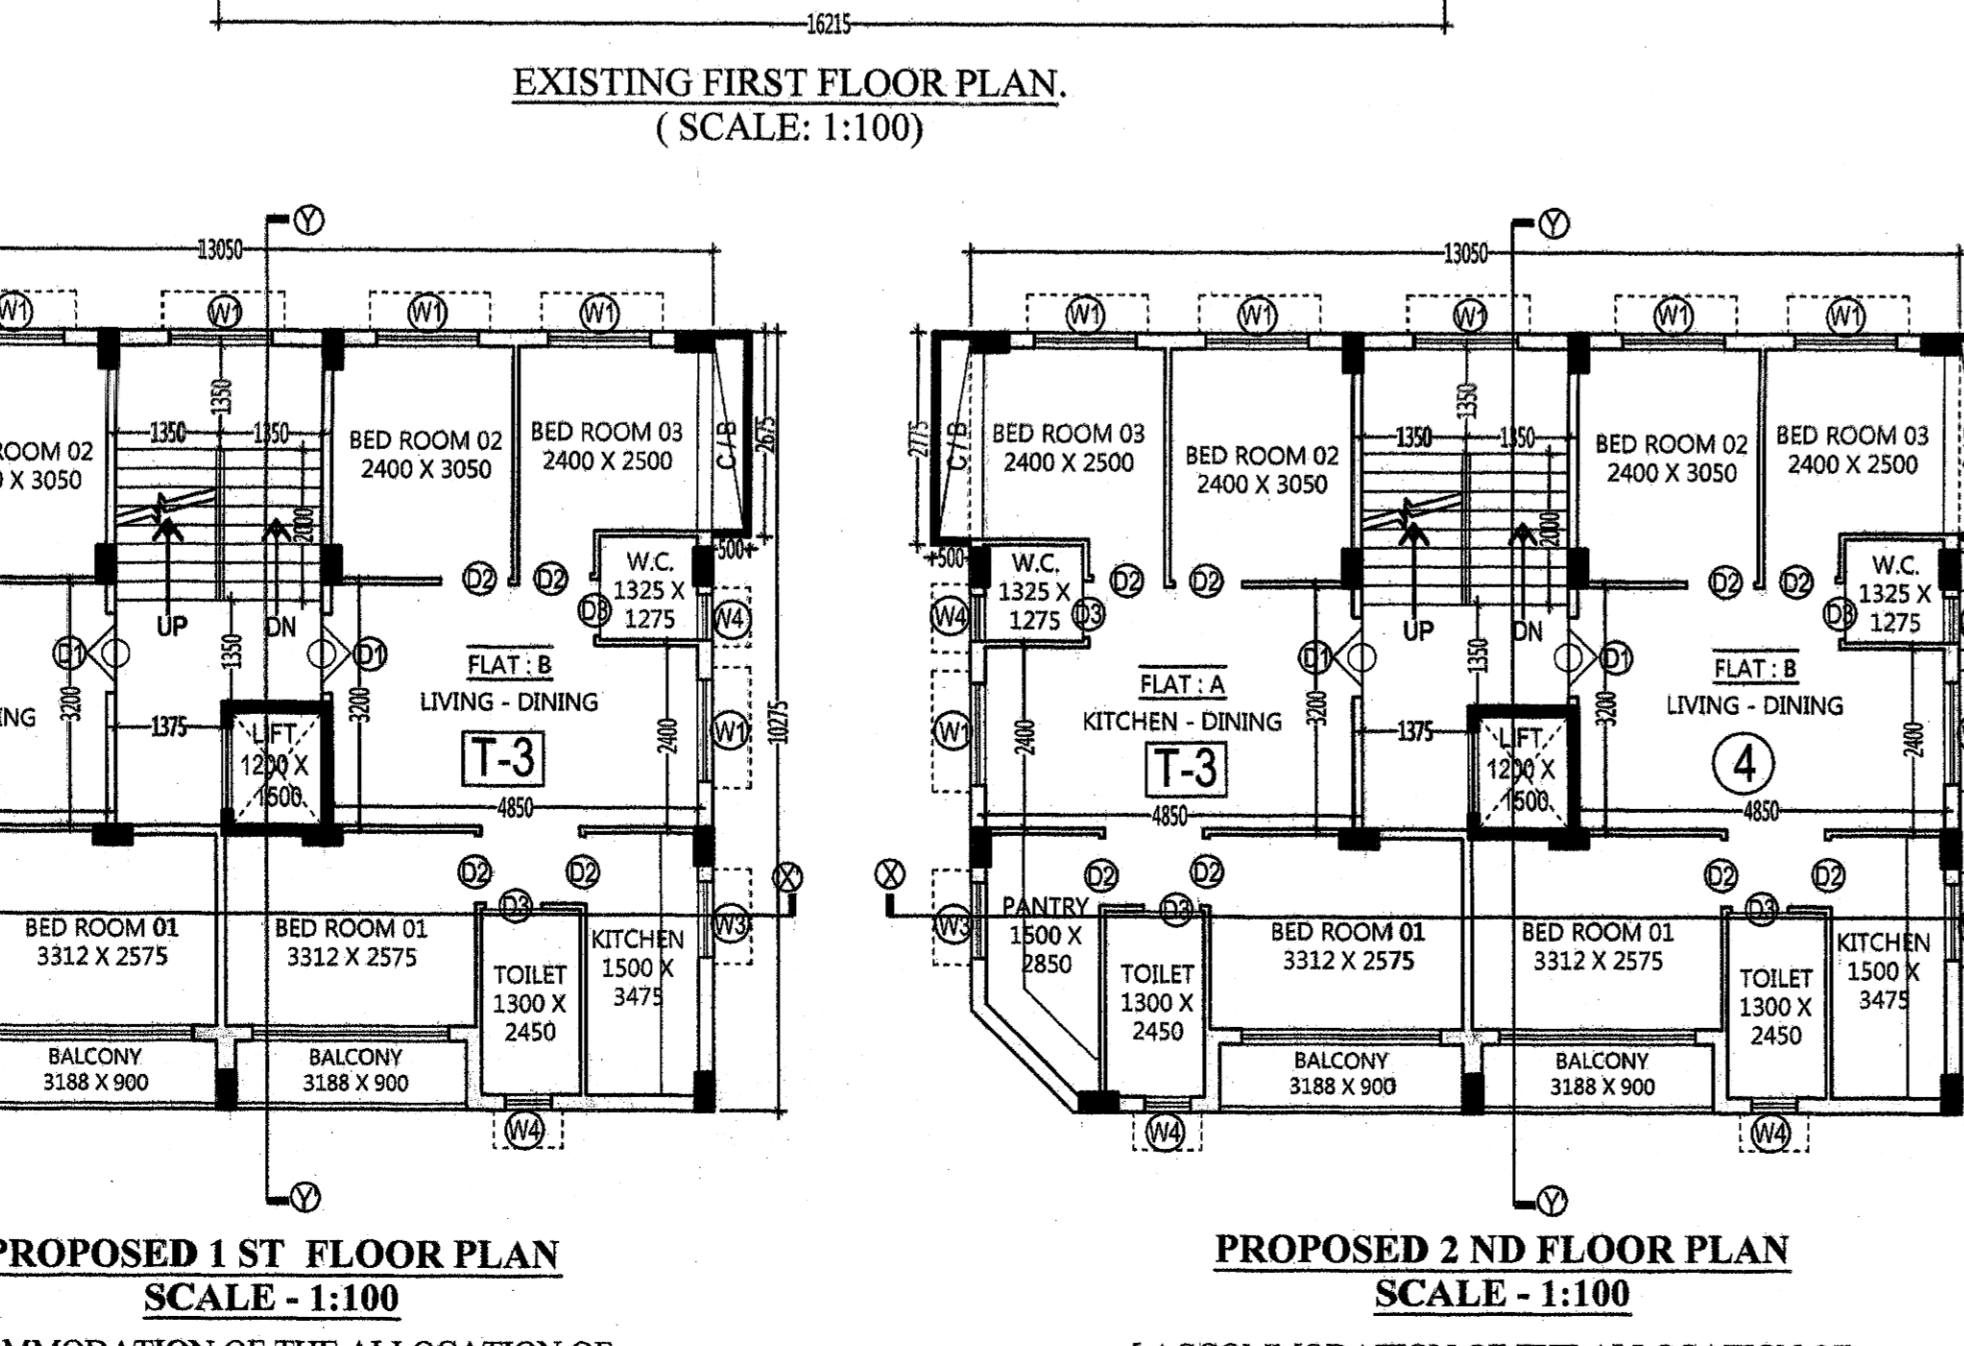 16215
EXISTING FIRST FLOOR PLAN.
( SCALE: 1:100)
Y
13050
W1
W1
W1
W1
1350
1350
1350
ROOM 02
X 3050
BED ROOM 02
2400 X 3050
BED ROOM 03
2400 X 2500
C / B
2675
2000
500
W.C.
1325 X
1275
D2
D2
D3
W4
UP
DN
D1
D1
1350
3200
3200
FLAT : B
LIVING - DINING
T-3
ING
1375
LIFT
1200 X
1500
2400
W1
10275
4850
D2
D2
D3
X'
W3
BED ROOM 01
3312 X 2575
BED ROOM 01
3312 X 2575
TOILET
1300 X
2450
KITCHEN
1500 X
3475
BALCONY
3188 X 900
BALCONY
3188 X 900
W4
Y'
PROPOSED 1 ST FLOOR PLAN
SCALE - 1:100
Y
13050
W1
W1
W1
W1
W1
1350
1350
1350
2775
C / B
BED ROOM 03
2400 X 2500
BED ROOM 02
2400 X 3050
BED ROOM 02
2400 X 3050
BED ROOM 03
2400 X 2500
2000
500
W.C.
1325 X
1275
D2
D2
D3
W4
UP
DN
D2
D2
D3
W.C.
1325 X
1275
D1
D1
1350
3200
3200
FLAT : A
KITCHEN - DINING
T-3
FLAT : B
LIVING - DINING
4
W1
2400
1375
LIFT
1200 X
1500
2400
4850
4850
X
W3
D2
D2
D3
D2
D2
D3
PANTRY
1500 X
2850
TOILET
1300 X
2450
BED ROOM 01
3312 X 2575
BED ROOM 01
3312 X 2575
TOILET
1300 X
2450
KITCHEN
1500 X
3475
BALCONY
3188 X 900
BALCONY
3188 X 900
W4
W4
Y'
PROPOSED 2 ND FLOOR PLAN
SCALE - 1:100
OF THE ALLOCATION OF